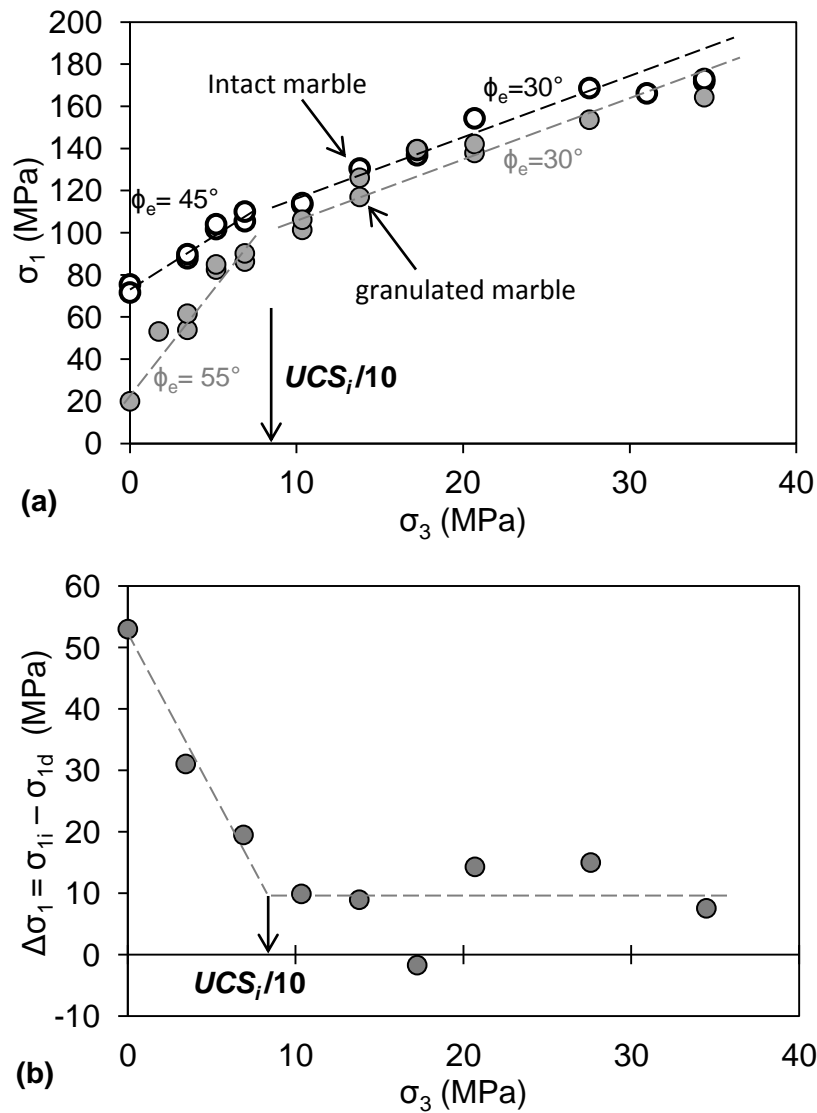 200
180
160
140
120
100
80
60
40
20
0
σ₁ (MPa)
Intact marble
ϕₑ=30°
ϕₑ=30°
ϕₑ= 45°
granulated marble
ϕₑ= 55°
UCSᵢ/10
0 10 20 30 40
(a)
σ₃ (MPa)
60
50
40
30
20
10
0
-10
Δσ₁ = σ₁ᵢ – σ₁d (MPa)
UCSᵢ/10
0 10 20 30 40
(b)
σ₃ (MPa)